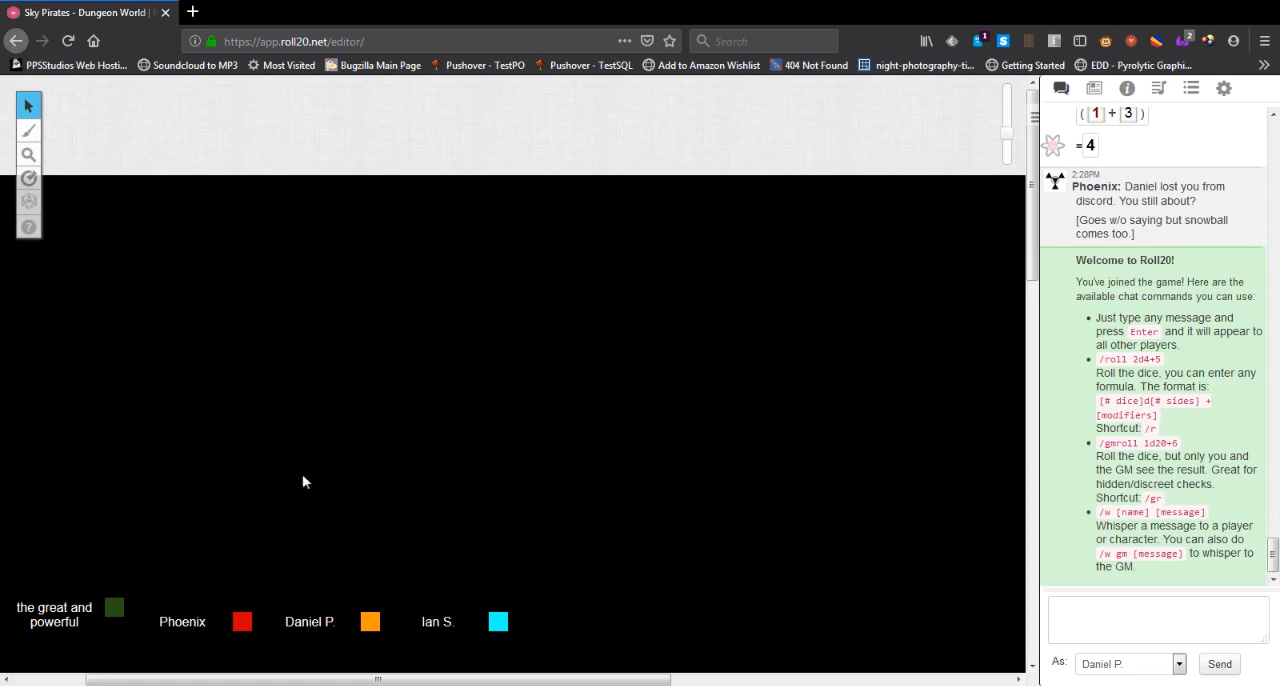 Sky Pirates - Dungeon World |
https://app.roll20.net/editor/
Search
1
2
PPSStudios Web Hosti...
Soundcloud to MP3
Most Visited
Bugzilla Main Page
Pushover - TestPO
Pushover - TestSQL
Add to Amazon Wishlist
404 Not Found
night-photography-ti...
Getting Started
EDD - Pyrolytic Graphi...
([1] + [3])
= 4
2:28PM
Phoenix: Daniel lost you from
discord. You still about?
[Goes w/o saying but snowball
comes too.]
Welcome to Roll20!
You've joined the game! Here are the
available chat commands you can use:
• Just type any message and
press Enter and it will appear to
all other players.
• /roll 2d4+5
Roll the dice, you can enter any
formula. The format is:
[# dice]d[# sides] +
[modifiers]
Shortcut: /r
• /gmroll 1d20+6
Roll the dice, but only you and
the GM see the result. Great for
hidden/discreet checks.
Shortcut: /gr
• /w [name] [message]
Whisper a message to a player
or character. You can also do
/w gm [message] to whisper to
the GM.
the great and
powerful
Phoenix
Daniel P.
Ian S.
As:
Daniel P.
Send